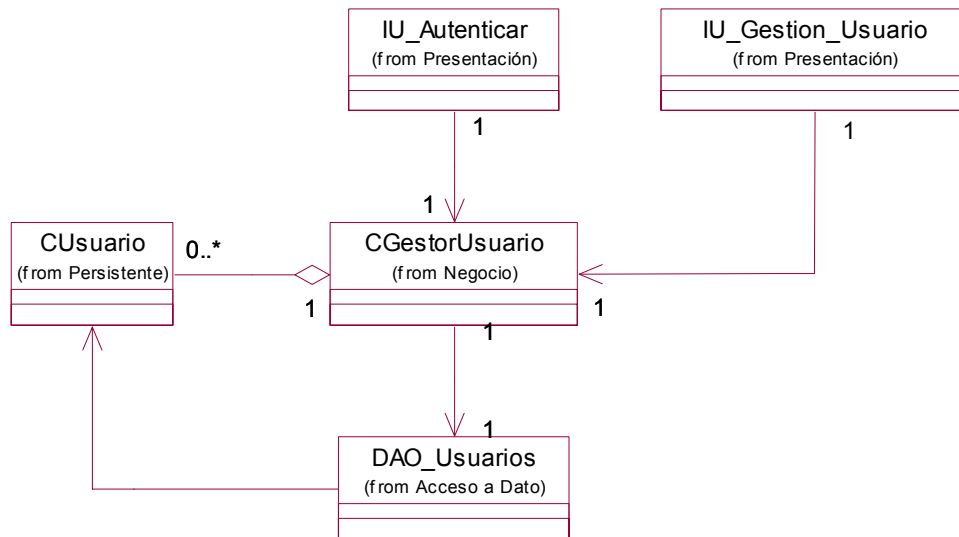 IU_Autenticar
(from Presentación)
IU_Gestion_Usuario
(from Presentación)
1
1
1
CUsuario
(from Persistente)
0..*
1
CGestorUsuario
(from Negocio)
1
1
1
DAO_Usuarios
(from Acceso a Dato)